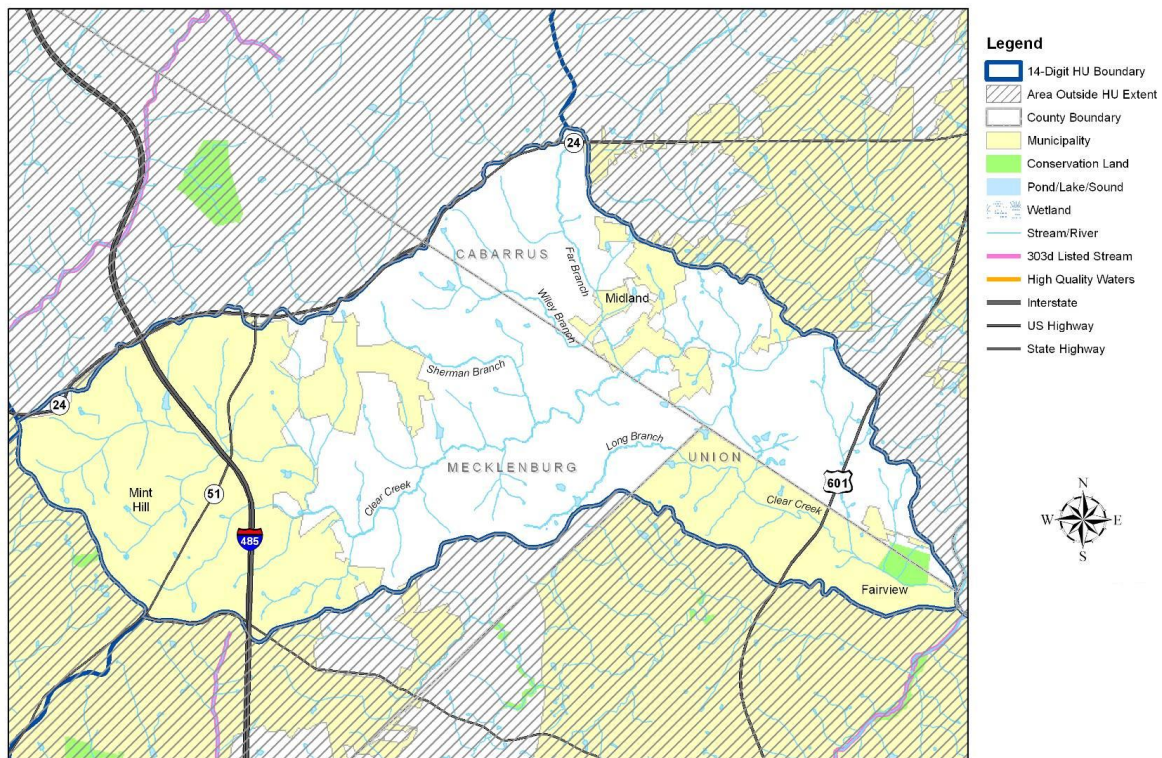 24
CABARRUS
Far Branch
Midland
Wiley Branch
Sherman Branch
24
Long Branch
MECKLENBURG
UNION
Mint
Hill
51
Clear Creek
601
Clear Creek
485
Fairview
Legend
14-Digit HU Boundary
Area Outside HU Extent
County Boundary
Municipality
Conservation Land
Pond/Lake/Sound
Wetland
Stream/River
303d Listed Stream
High Quality Waters
Interstate
US Highway
State Highway
N
W E
S